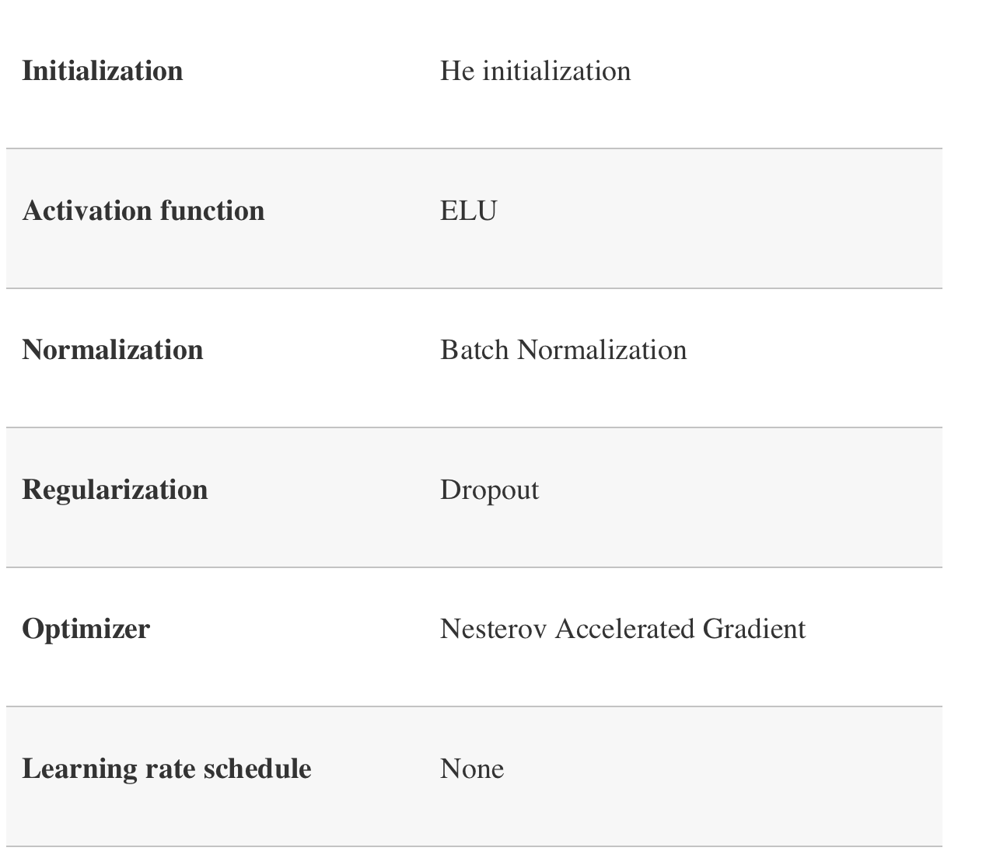 Initialization He initialization
Activation function ELU
Normalization Batch Normalization
Regularization Dropout
Optimizer Nesterov Accelerated Gradient
Learning rate schedule None